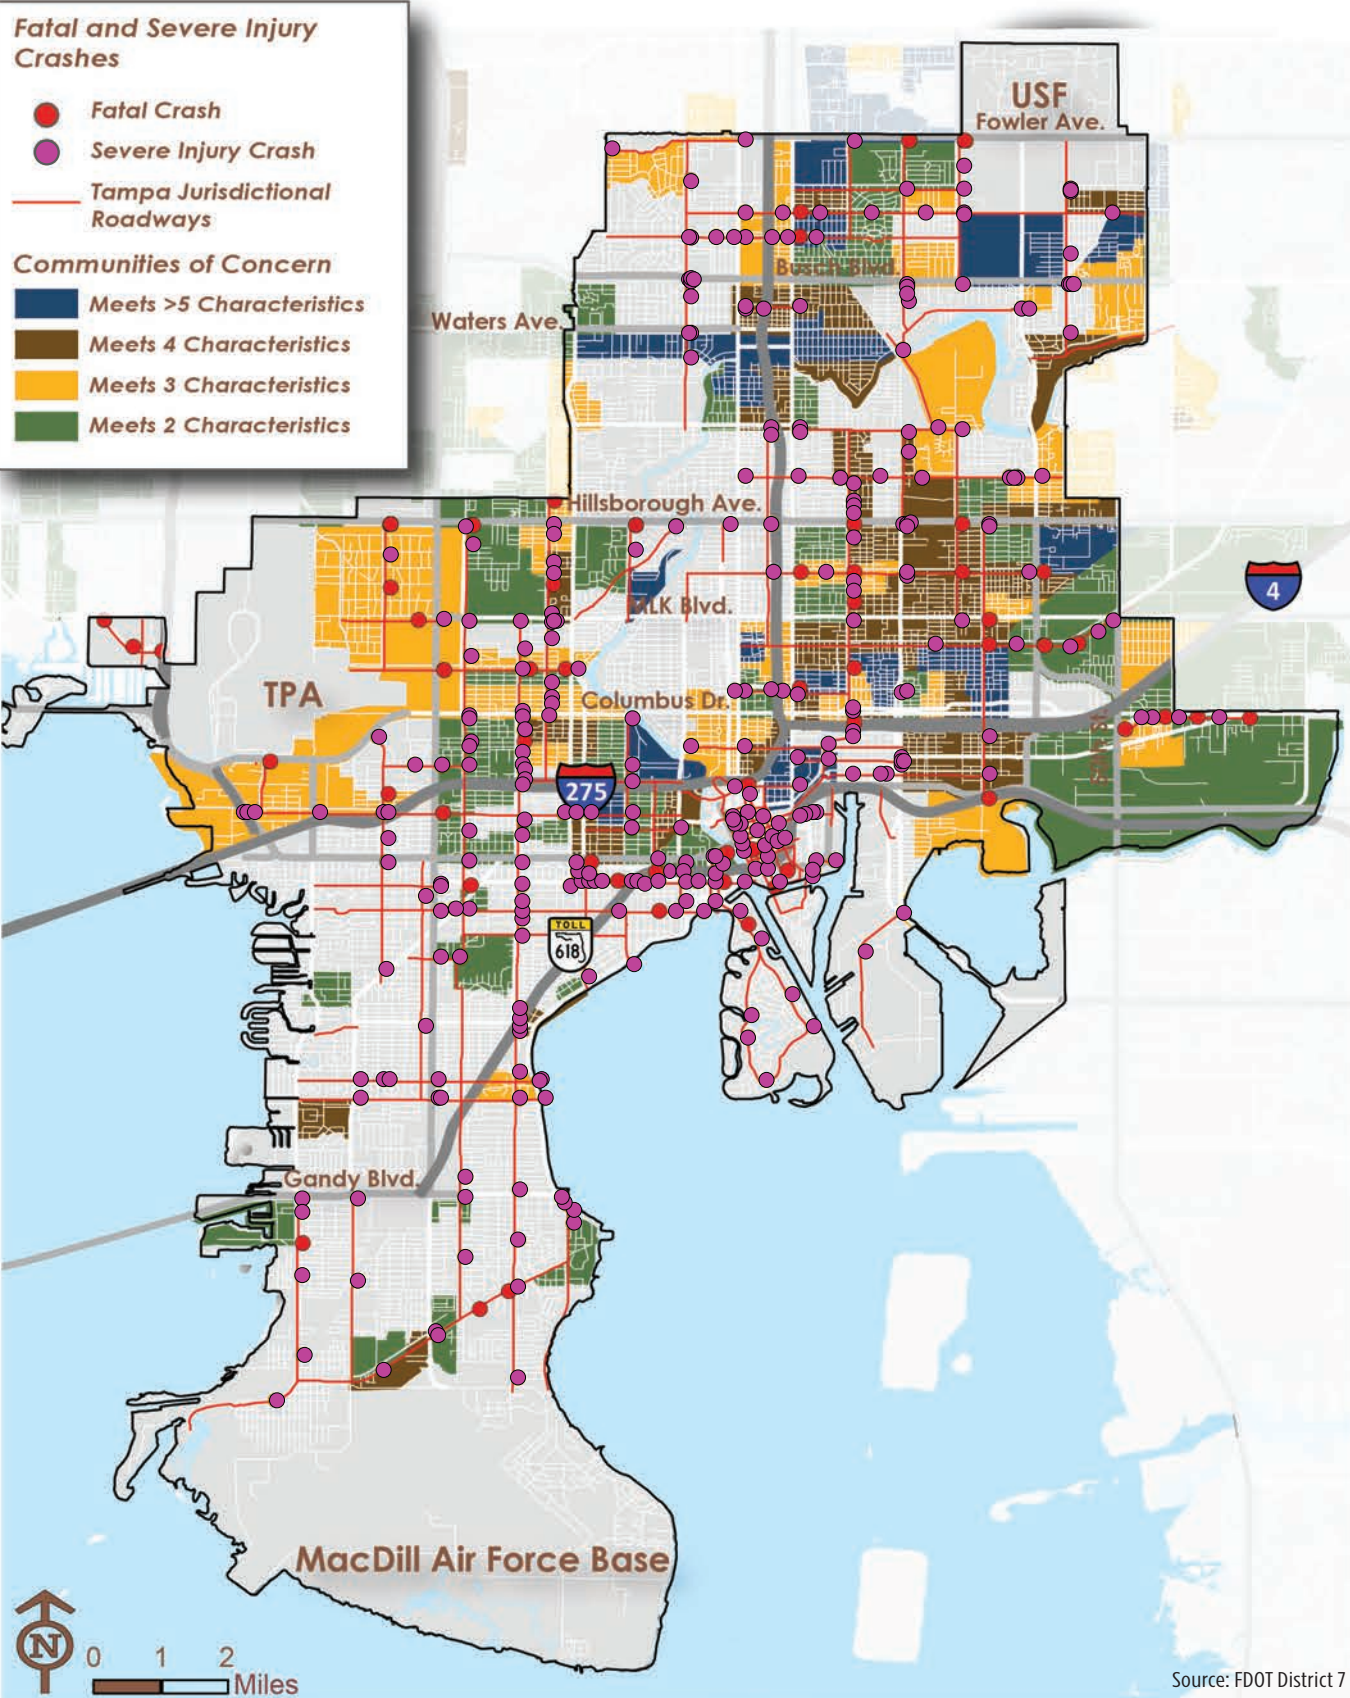 Fatal and Severe Injury
Crashes
Fatal Crash
Severe Injury Crash
Tampa Jurisdictional
Roadways
Communities of Concern
Meets >5 Characteristics
Meets 4 Characteristics
Meets 3 Characteristics
Meets 2 Characteristics
USF
Fowler Ave.
Busch Blvd.
Waters Ave.
Hillsborough Ave.
4
MLK Blvd.
TPA
Columbus Dr.
275
TOLL
618
Gandy Blvd.
MacDill Air Force Base
N
0 1 2
Miles
Source: FDOT District 7